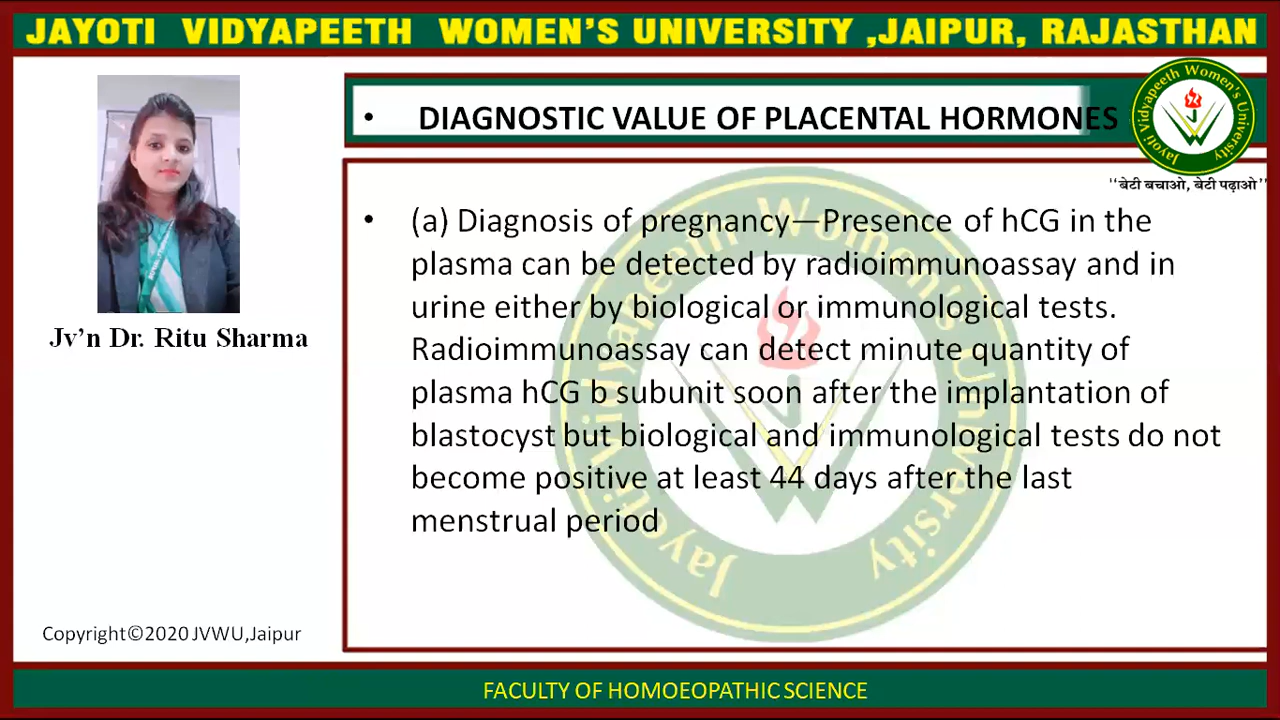 JAYOTI VIDYAPEETH WOMEN'S UNIVERSITY ,JAIPUR, RAJASTHAN
• DIAGNOSTIC VALUE OF PLACENTAL HORMONES
Jayoti Vidyapeeth Women's University
"बेटी बचाओ, बेटी पढ़ाओ"
Jv'n Dr. Ritu Sharma
• (a) Diagnosis of pregnancy—Presence of hCG in the
plasma can be detected by radioimmunoassay and in
urine either by biological or immunological tests.
Radioimmunoassay can detect minute quantity of
plasma hCG b subunit soon after the implantation of
blastocyst but biological and immunological tests do not
become positive at least 44 days after the last
menstrual period
Jayoti Vidyapeeth Women's University
Copyright©2020 JVWU,Jaipur
FACULTY OF HOMOEOPATHIC SCIENCE